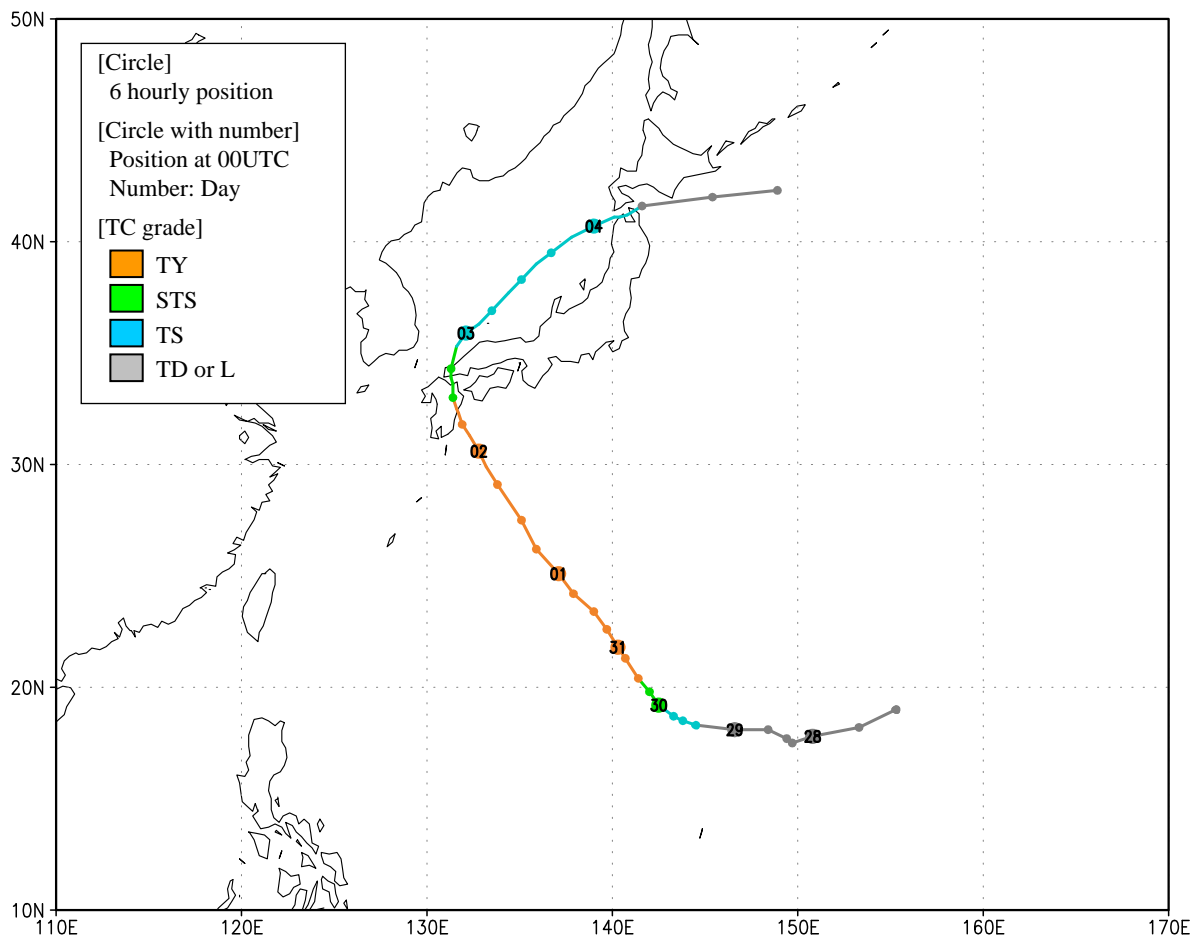 50N
[Circle]
6 hourly position
[Circle with number]
Position at 00UTC
Number: Day
[TC grade]
TY
STS
TS
TD or L
04
40N
03
02
30N
01
31
20N
30
29
28
10N
110E 120E 130E 140E 150E 160E 170E